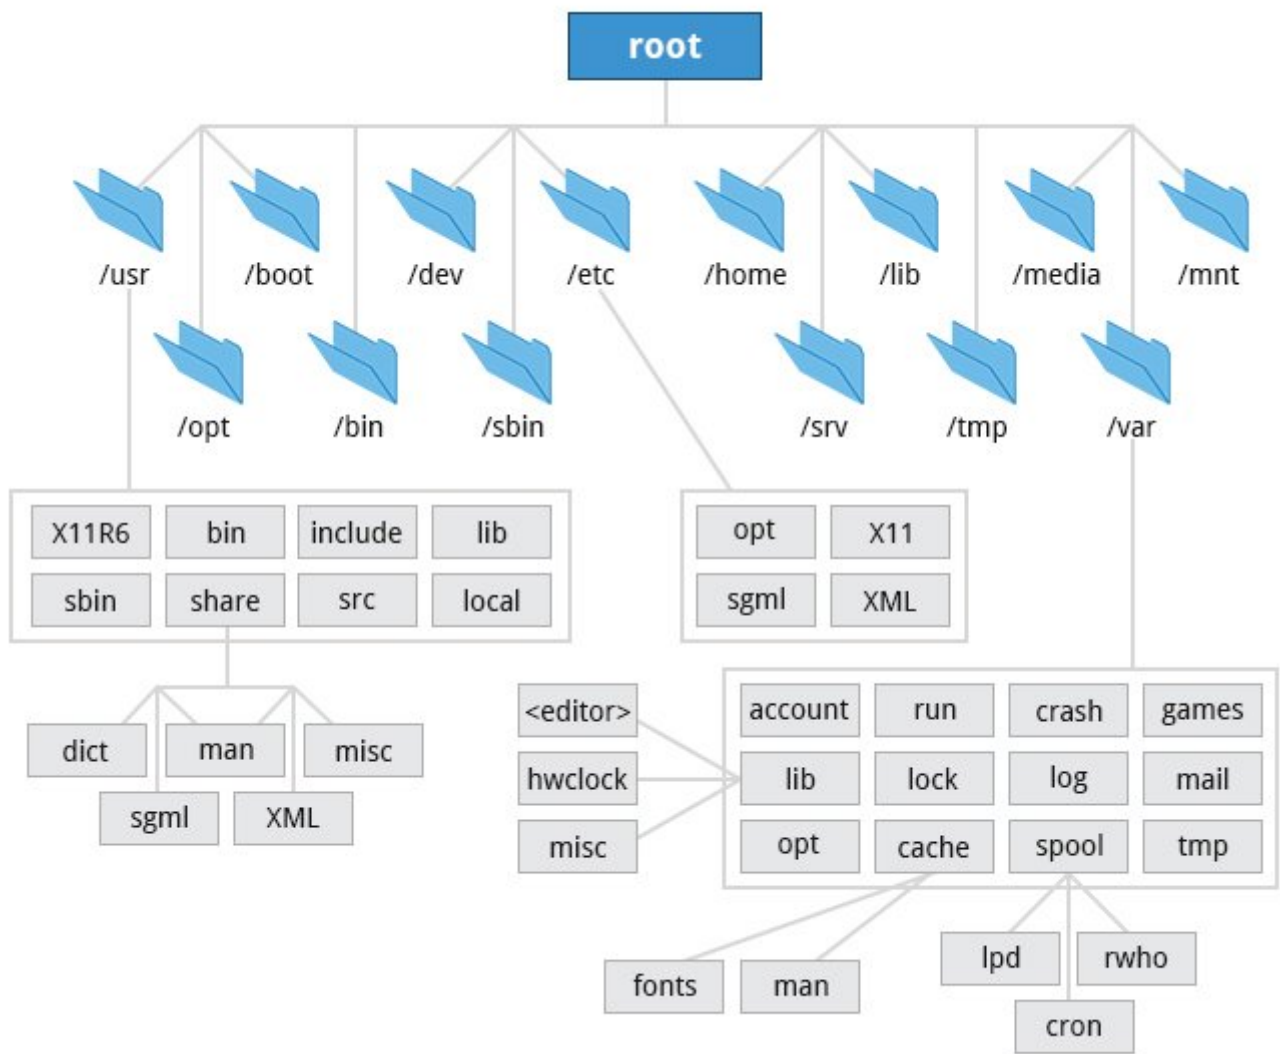 root
/usr
/boot
/dev
/etc
/home
/lib
/media
/mnt
/opt
/bin
/sbin
/srv
/tmp
/var
X11R6 bin include lib
sbin share src local
opt X11
sgml XML
dict man misc
sgml XML
<editor>
hwclock
misc
account run crash games
lib lock log mail
opt cache spool tmp
fonts man
lpd rwho
cron